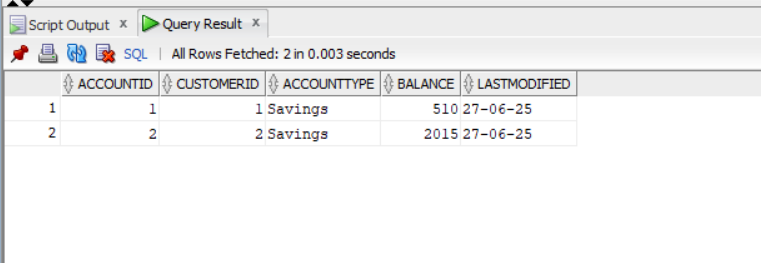 Script Output x Query Result x
SQL | All Rows Fetched: 2 in 0.003 seconds
ACCOUNTID CUSTOMERID ACCOUNTTYPE BALANCE LASTMODIFIED
1 1 1 Savings 510 27-06-25
2 2 2 Savings 2015 27-06-25